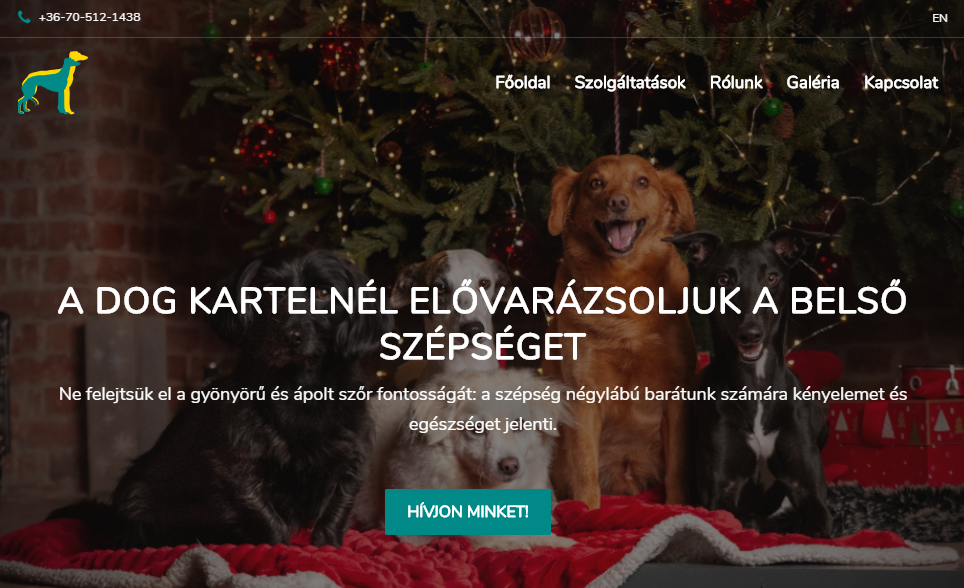 +36-70-512-1438
EN
Főoldal Szolgáltatások Rólunk Galéria Kapcsolat
A DOG KARTELNÉL ELŐVARÁZSOLJUK A BELSŐ
SZÉPSÉGET
Ne felejtsük el a gyönyörű és ápolt szőr fontosságát: a szépség négylábú barátunk számára kényelemet és
egészséget jelenti.
HÍVJON MINKET!